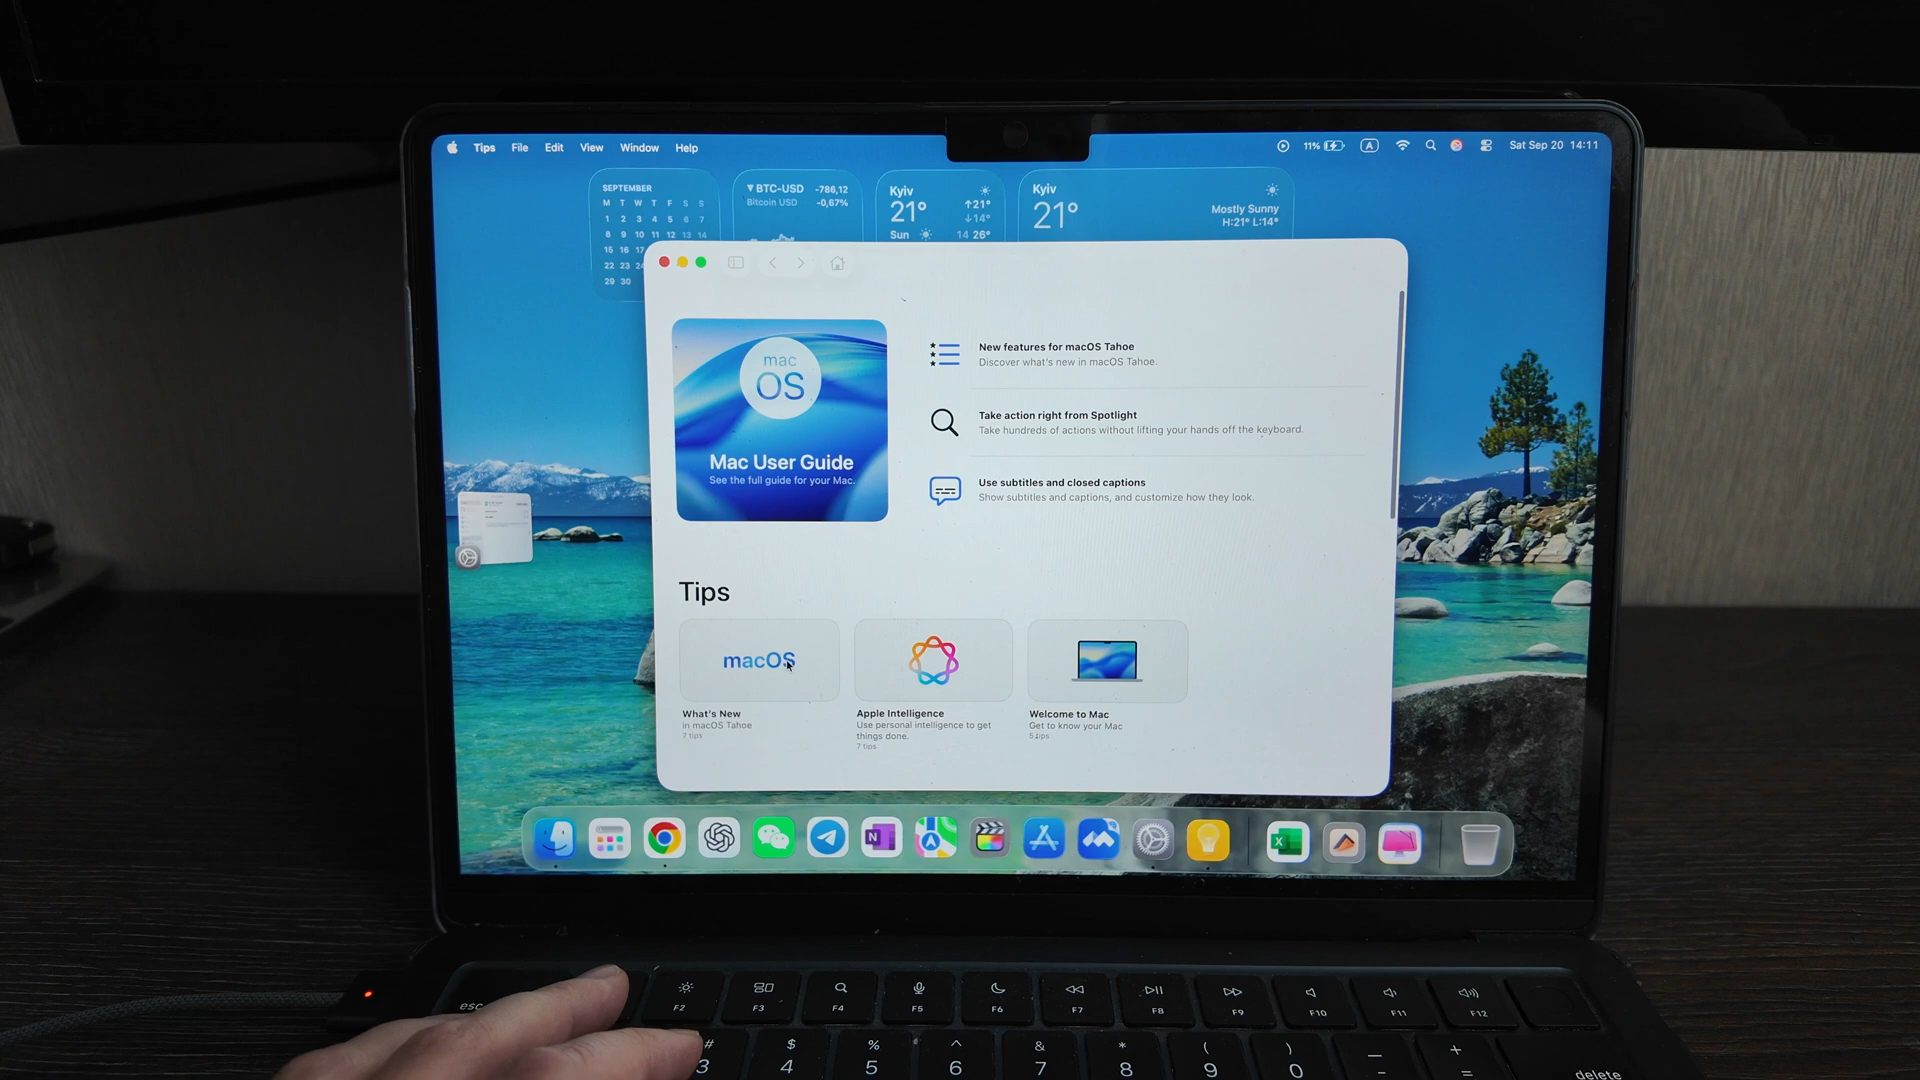 Tips File Edit View Window Help
11% A Sat Sep 20 14:11
SEPTEMBER
M T W T F S S
1 2 3 4 5 6 7
8 9 10 11 12 13 14
15 16 17
22 23 24
29 30
▼ BTC-USD -786,12
Bitcoin USD -0,67%
Kyiv
21° ↑21°
↓14°
Sun 14 26°
Kyiv
21°
Mostly Sunny
H:21° L:14°
mac
OS
Mac User Guide
See the full guide for your Mac.
New features for macOS Tahoe
Discover what's new in macOS Tahoe.
Take action right from Spotlight
Take hundreds of actions without lifting your hands off the keyboard.
Use subtitles and closed captions
Show subtitles and captions, and customize how they look.
Tips
macOS
What's New
in macOS Tahoe
7 tips
Apple Intelligence
Use personal intelligence to get
things done.
7 tips
Welcome to Mac
Get to know your Mac
5 tips
N
X
esc
F2 F3 F4 F5 F6 F7 F8 F9 F10 F11 F12
# $ % ^ & * ( ) — +
3 4 5 6 7 8 9 0 - =
delete